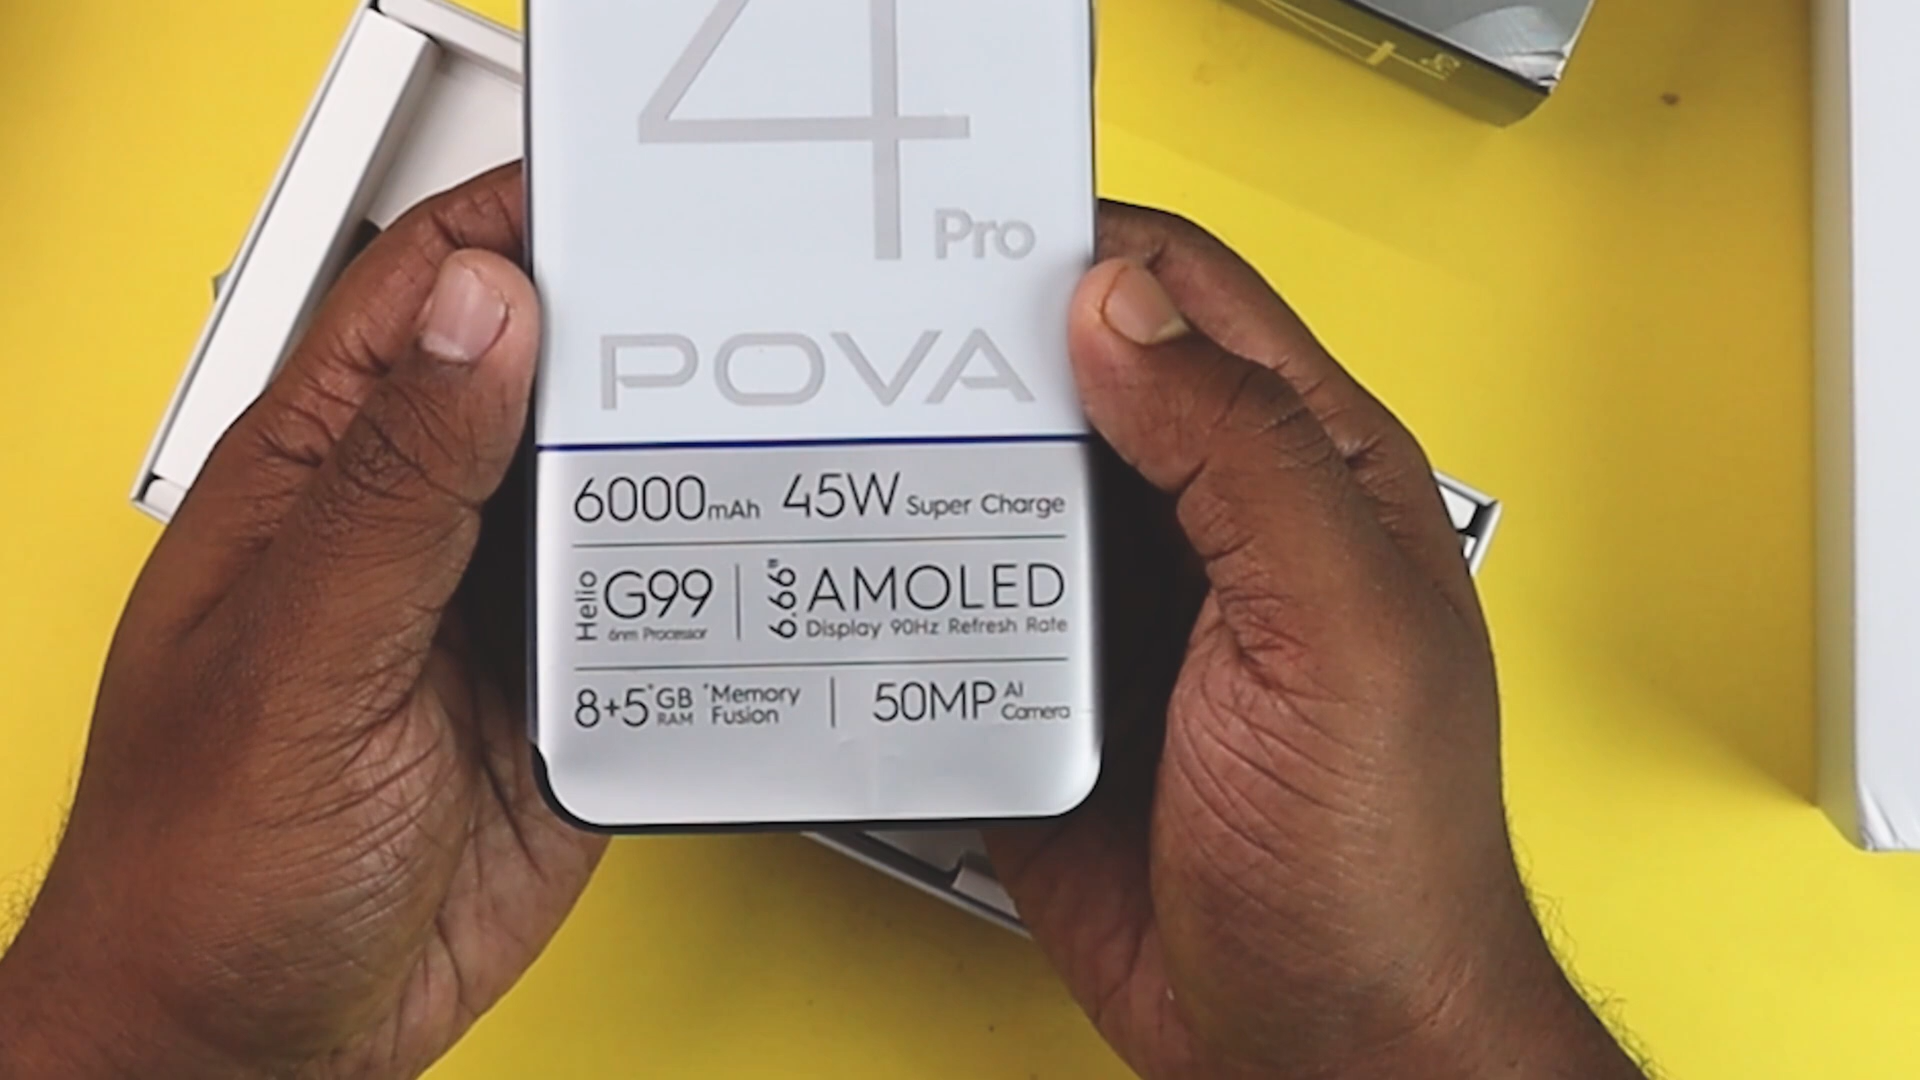 4 Pro
POVA
6000mAh 45W Super Charge
Helio G99 6nm Processor
6.66" AMOLED Display 90Hz Refresh Rate
8+5*GB RAM *Memory Fusion
50MP AI Camera